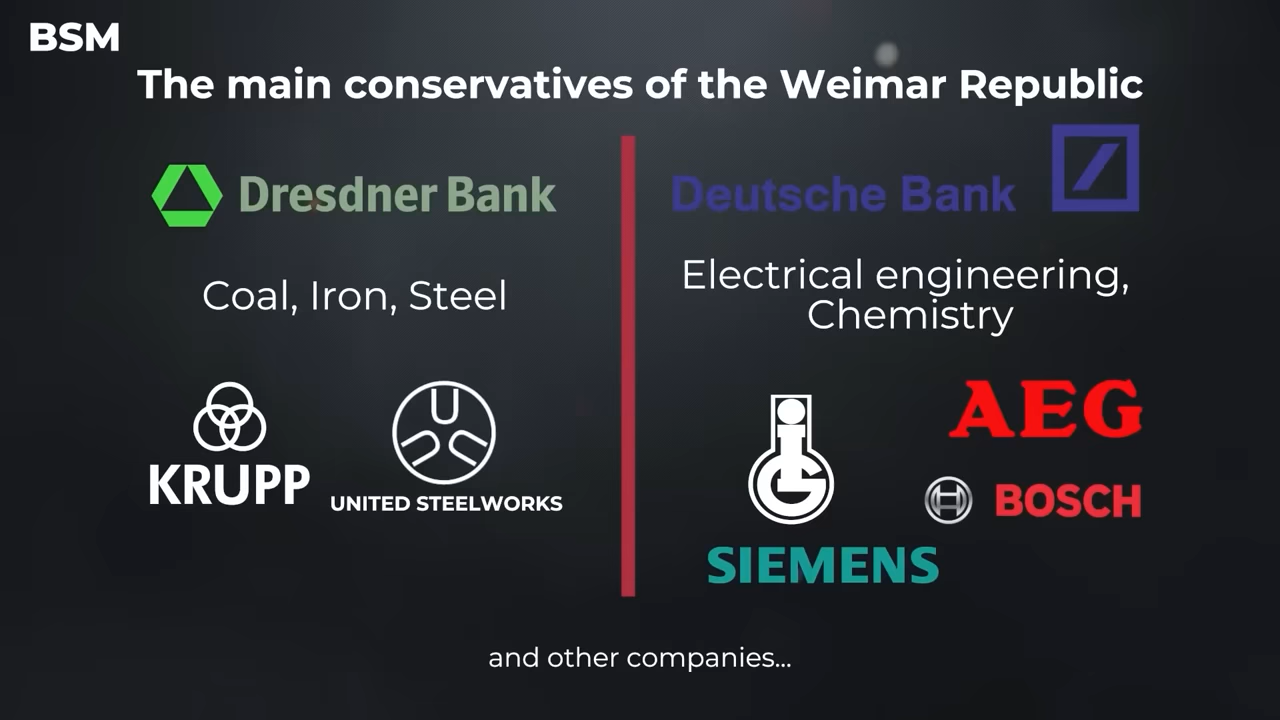 BSM
The main conservatives of the Weimar Republic
Dresdner Bank
Coal, Iron, Steel
KRUPP
U
UNITED STEELWORKS
Deutsche Bank
Electrical engineering,
Chemistry
IG
AEG
BOSCH
SIEMENS
and other companies...